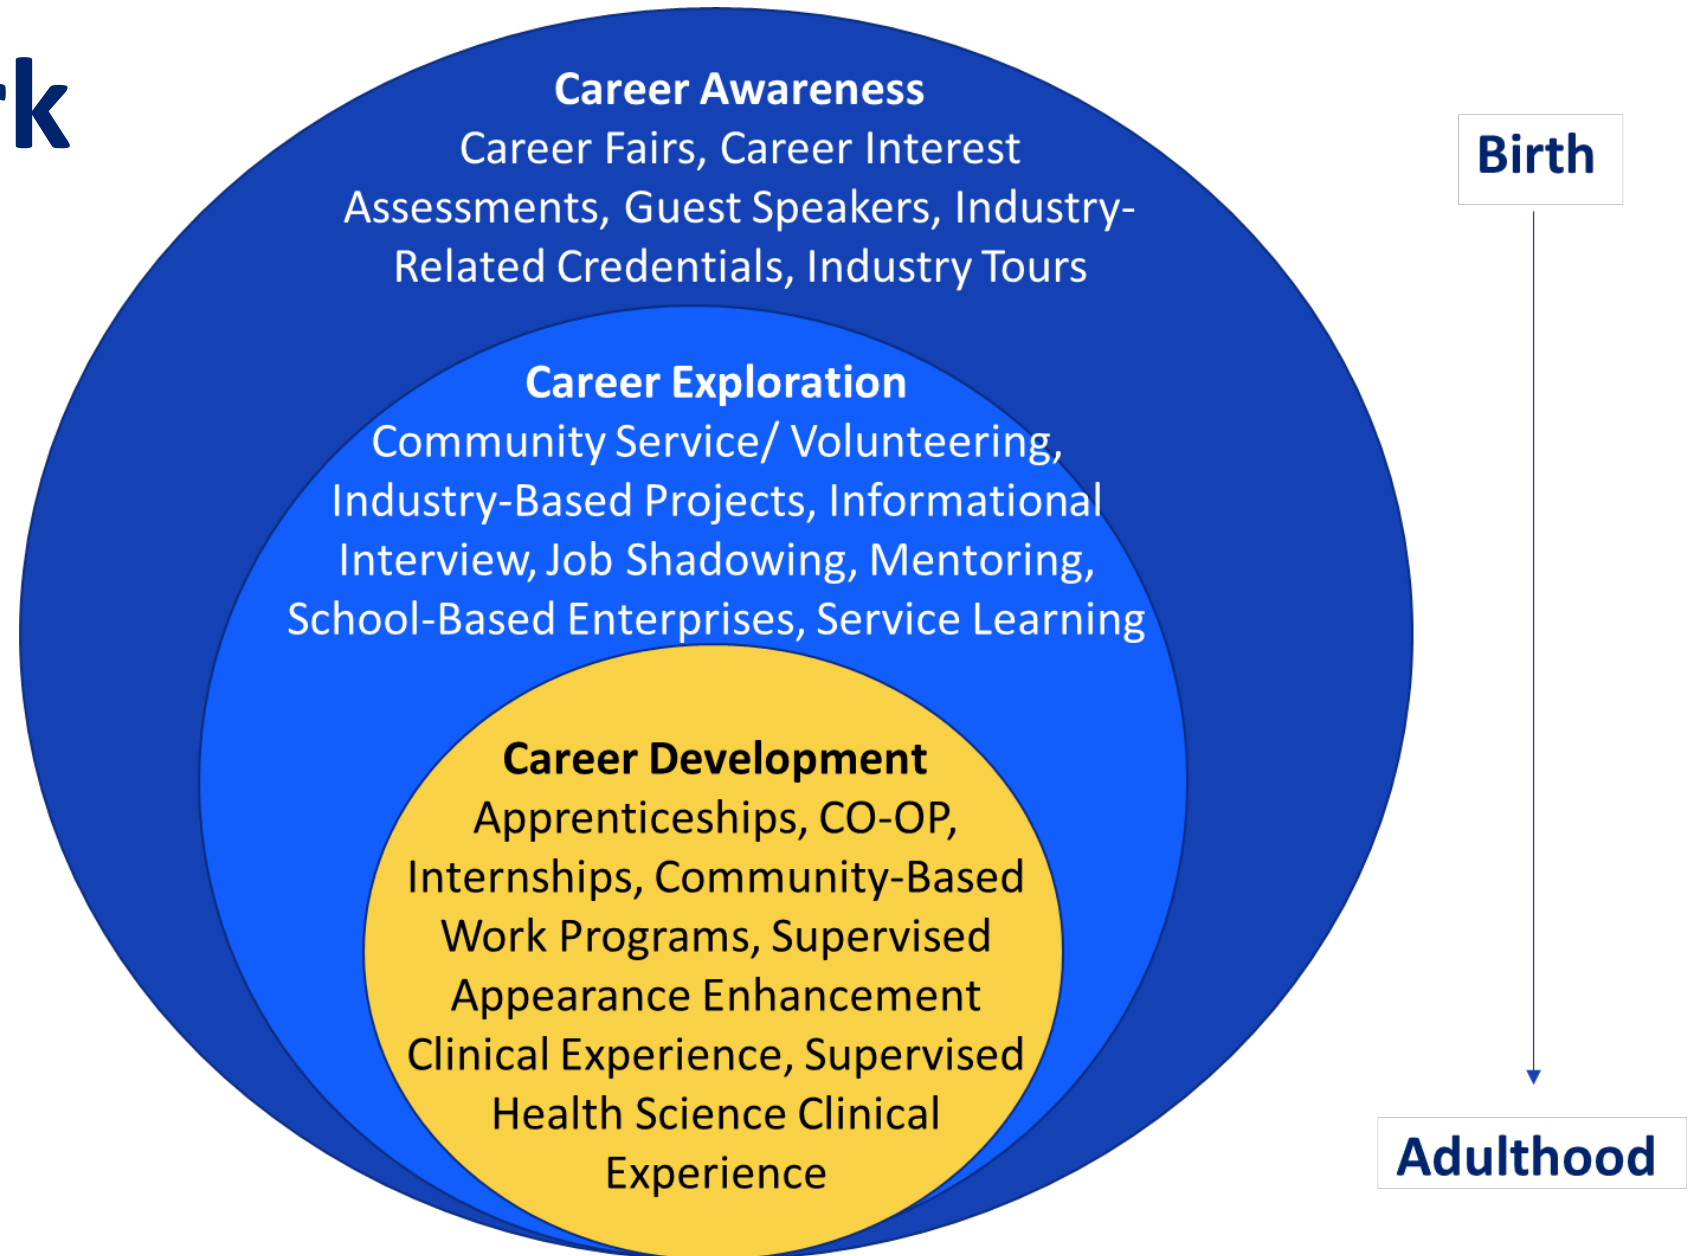 rk
Career Awareness
Career Fairs, Career Interest
Assessments, Guest Speakers, Industry-
Related Credentials, Industry Tours
Birth
Career Exploration
Community Service/ Volunteering,
Industry-Based Projects, Informational
Interview, Job Shadowing, Mentoring,
School-Based Enterprises, Service Learning
Career Development
Apprenticeships, CO-OP,
Internships, Community-Based
Work Programs, Supervised
Appearance Enhancement
Clinical Experience, Supervised
Health Science Clinical
Experience
Adulthood